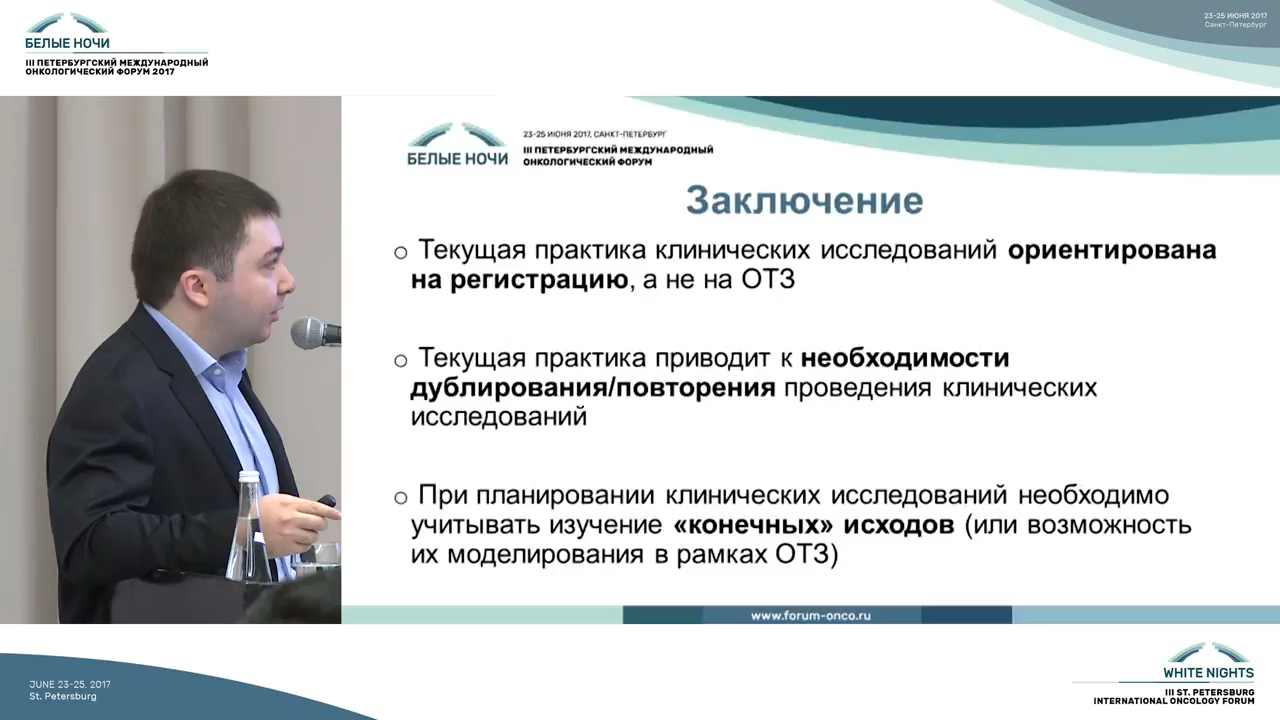 БЕЛЫЕ НОЧИ
III ПЕТЕРБУРГСКИЙ МЕЖДУНАРОДНЫЙ
ОНКОЛОГИЧЕСКИЙ ФОРУМ 2017
23-25 ИЮНЯ 2017
Санкт-Петербург
БЕЛЫЕ НОЧИ
23-25 ИЮНЯ 2017, САНКТ-ПЕТЕРБУРГ
III ПЕТЕРБУРГСКИЙ МЕЖДУНАРОДНЫЙ
ОНКОЛОГИЧЕСКИЙ ФОРУМ
Заключение
Текущая практика клинических исследований ориентирована
на регистрацию, а не на ОТЗ
Текущая практика приводит к необходимости
дублирования/повторения проведения клинических
исследований
При планировании клинических исследований необходимо
учитывать изучение «конечных» исходов (или возможность
их моделирования в рамках ОТЗ)
www.forum-onco.ru
JUNE 23-25, 2017
St. Petersburg
WHITE NIGHTS
III ST. PETERSBURG
INTERNATIONAL ONCOLOGY FORUM